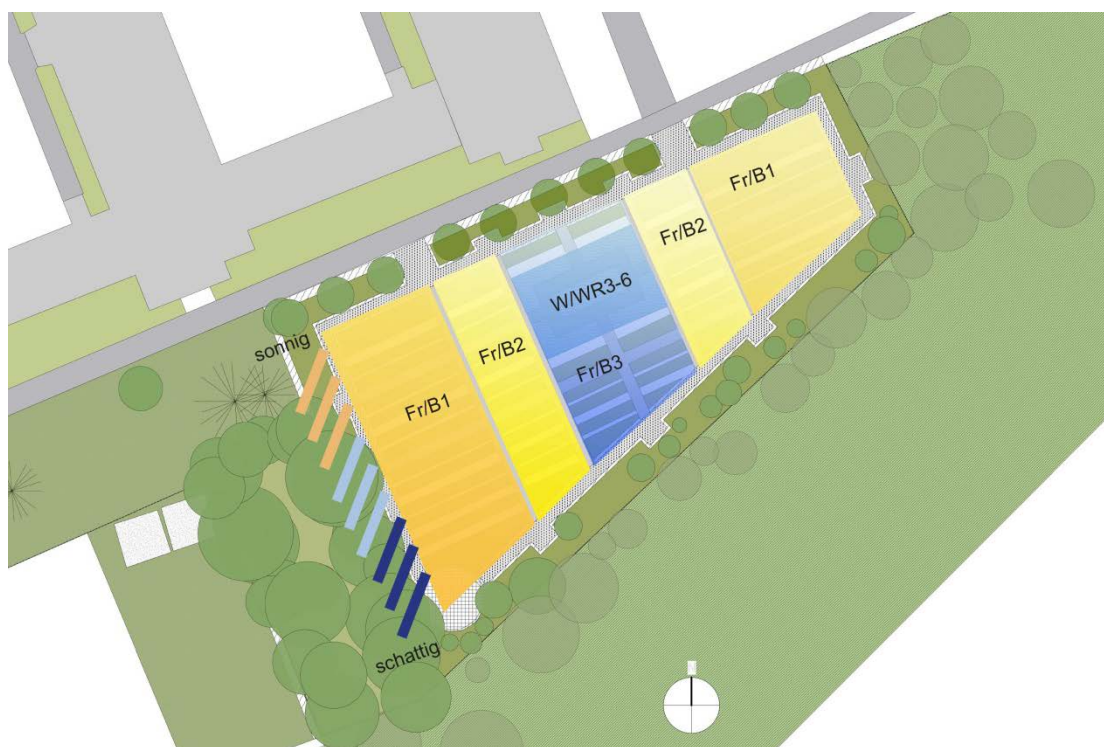 Fr/B1
Fr/B2
W/WR3-6
sonnig
Fr/B2
Fr/B3
Fr/B1
schattig